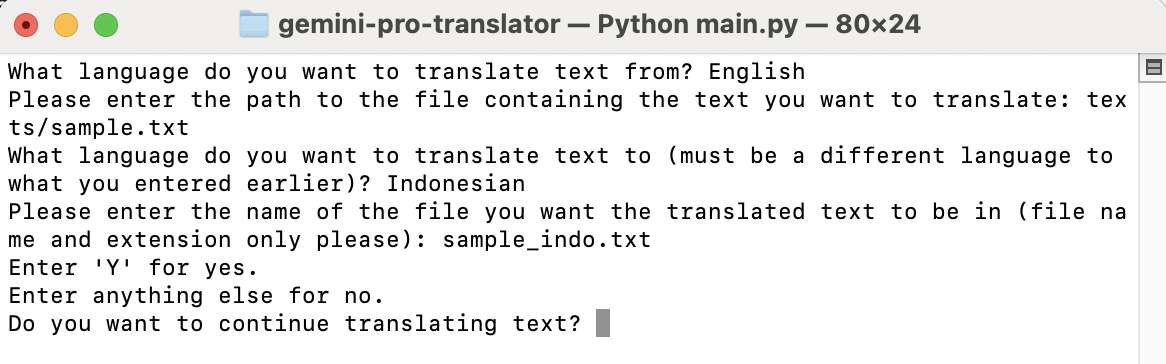 gemini-pro-translator — Python main.py — 80×24
What language do you want to translate text from? English
Please enter the path to the file containing the text you want to translate: tex
ts/sample.txt
What language do you want to translate text to (must be a different language to
what you entered earlier)? Indonesian
Please enter the name of the file you want the translated text to be in (file na
me and extension only please): sample_indo.txt
Enter 'Y' for yes.
Enter anything else for no.
Do you want to continue translating text?